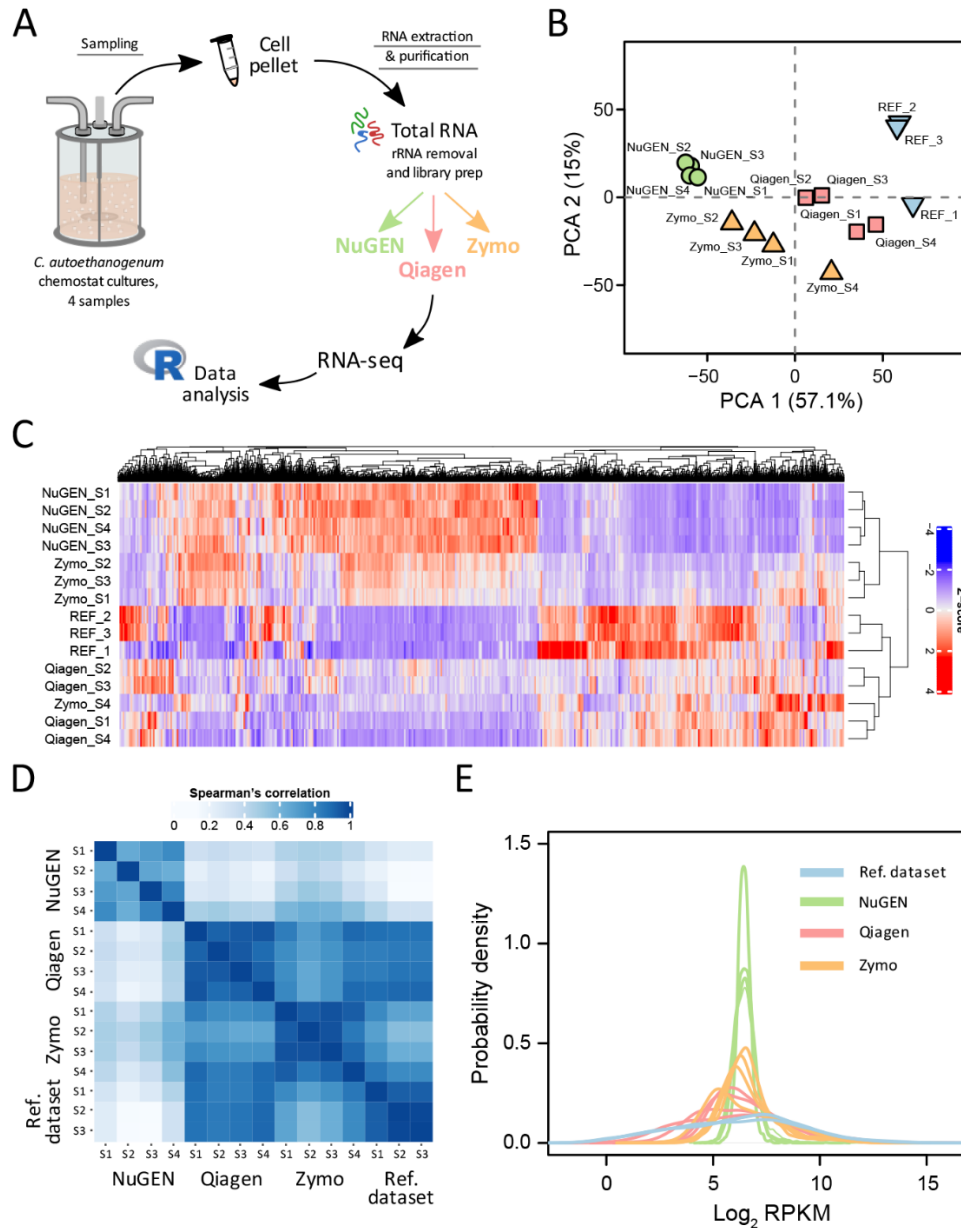 A
Sampling
Cell
pellet
RNA extraction
& purification
Total RNA
rRNA removal
and library prep
NuGEN
Qiagen
Zymo
C. autoethanogenum
chemostat cultures,
4 samples
RNA-seq
R
Data
analysis
B
PCA 2 (15%)
50
0
−50
REF_2
REF_3
NuGEN_S2
NuGEN_S3
NuGEN_S4
NuGEN_S1
Qiagen_S2
Qiagen_S3
Zymo_S2
Qiagen_S1
REF_1
Zymo_S3
Zymo_S1
Qiagen_S4
Zymo_S4
−50
0
50
PCA 1 (57.1%)
C
NuGEN_S1
NuGEN_S2
NuGEN_S4
NuGEN_S3
Zymo_S2
Zymo_S3
Zymo_S1
REF_2
REF_3
REF_1
Qiagen_S2
Qiagen_S3
Zymo_S4
Qiagen_S1
Qiagen_S4
-4
-2
0
2
4
Z-score
D
Spearman's correlation
0 0.2 0.4 0.6 0.8 1
NuGEN
S1
S2
S3
S4
Qiagen
S1
S2
S3
S4
Zymo
S1
S2
S3
S4
Ref.
dataset
S1
S2
S3
S1 S2 S3 S4 S1 S2 S3 S4 S1 S2 S3 S4 S1 S2 S3
NuGEN Qiagen Zymo Ref.
dataset
E
Probability density
1.5
1.0
0.5
0.0
Ref. dataset
NuGEN
Qiagen
Zymo
0 5 10 15
Log2 RPKM